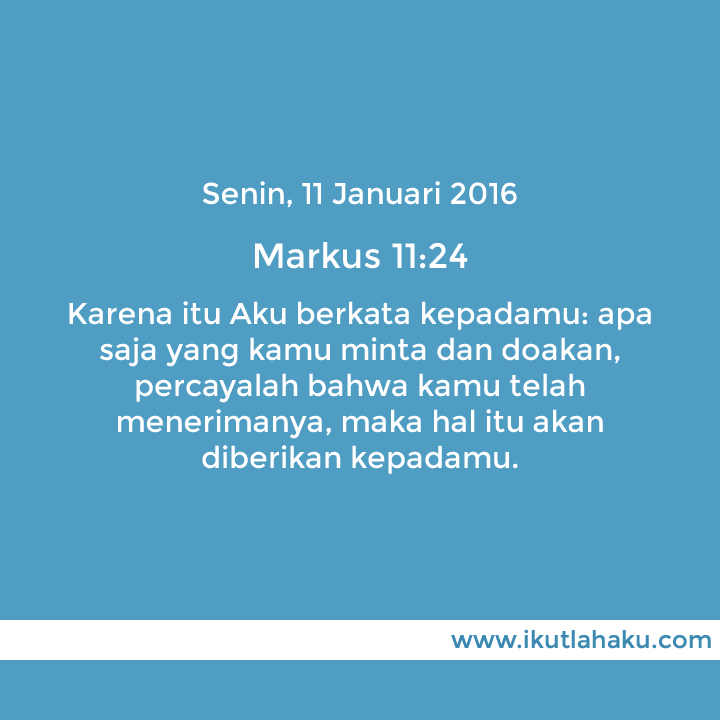 Senin, 11 Januari 2016
Markus 11:24
Karena itu Aku berkata kepadamu: apa
saja yang kamu minta dan doakan,
percayalah bahwa kamu telah
menerimanya, maka hal itu akan
diberikan kepadamu.
www.ikutlahaku.com